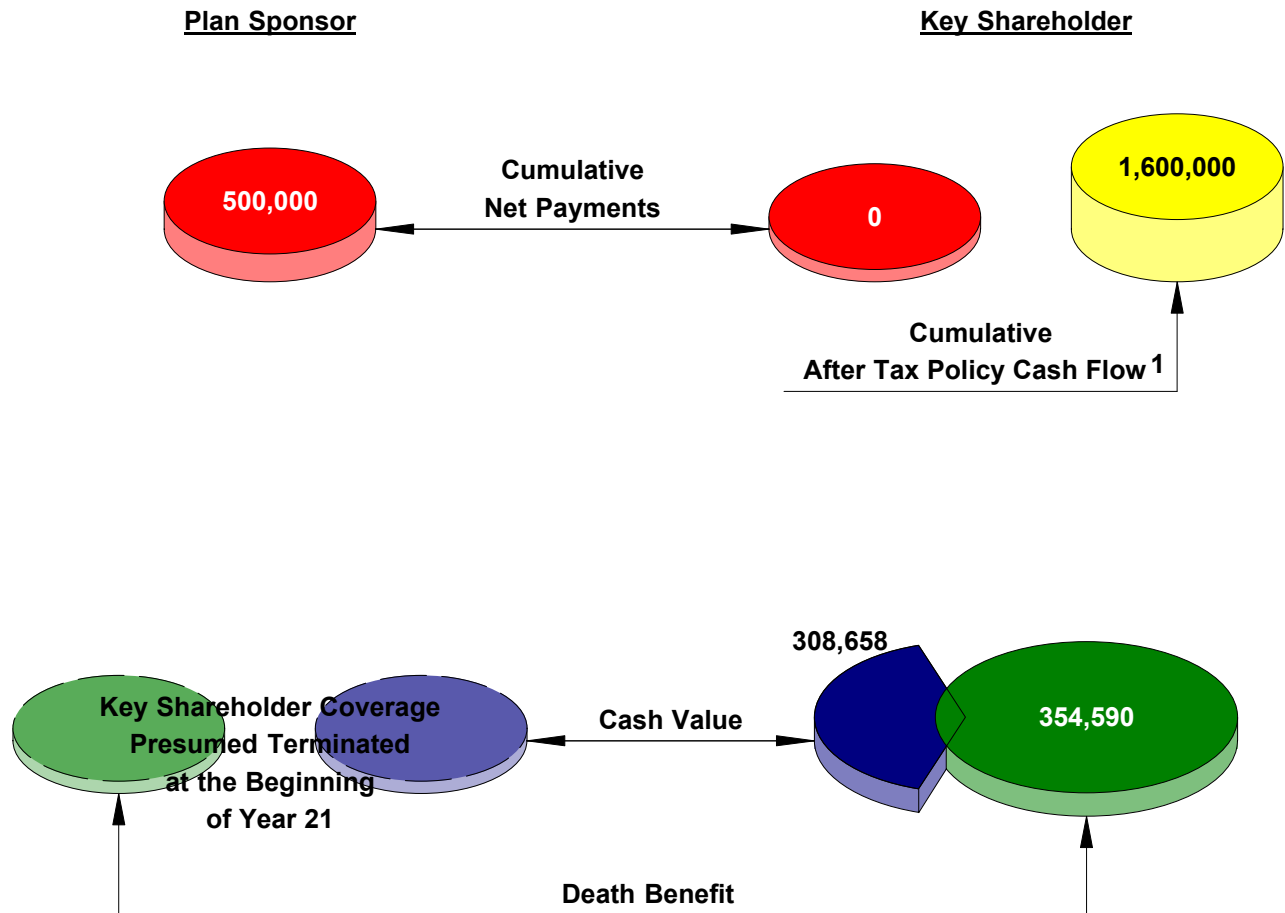 Plan Sponsor
Key Shareholder
500,000
Cumulative
Net Payments
0
1,600,000
Cumulative
After Tax Policy Cash Flow 1
308,658
Key Shareholder Coverage
Presumed Terminated
at the Beginning
of Year 21
Cash Value
354,590
Death Benefit